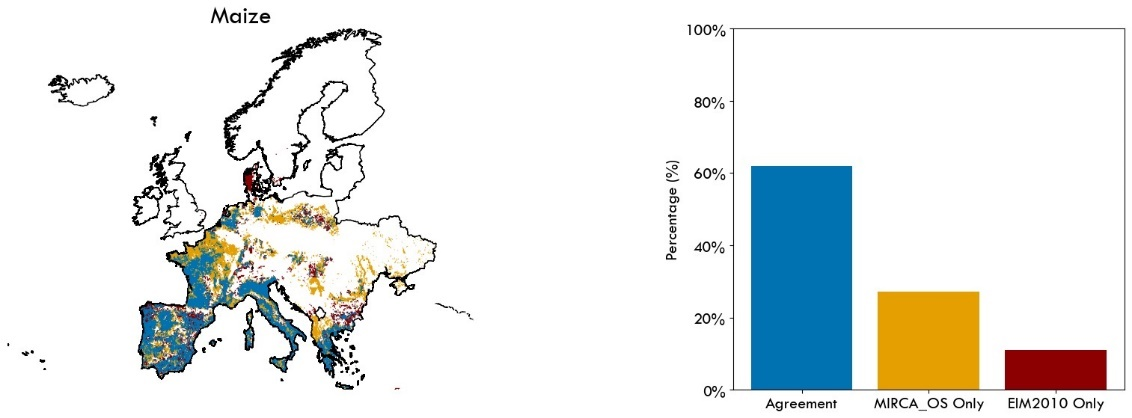 Maize
100%
80%
60%
40%
20%
0%
Percentage (%)
Agreement
MIRCA_OS Only
EIM2010 Only